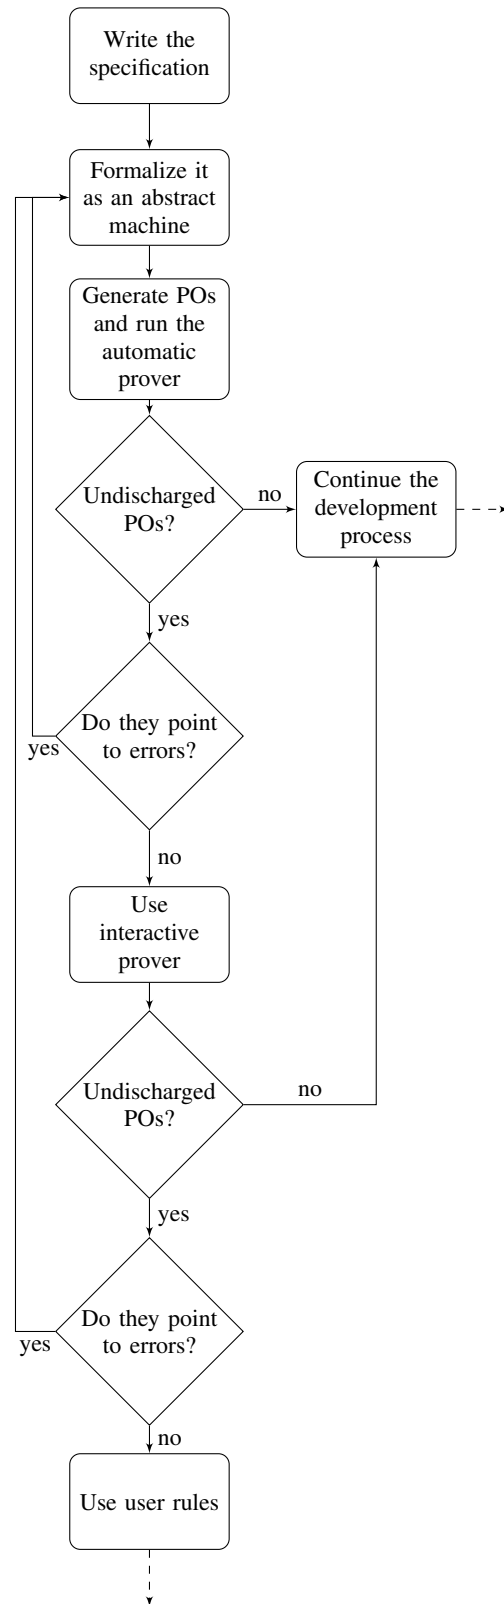 Write the
specification
Formalize it
as an abstract
machine
Generate POs
and run the
automatic
prover
Undischarged
POs?
no
Continue the
development
process
yes
Do they point
to errors?
yes
no
Use
interactive
prover
Undischarged
POs?
no
yes
Do they point
to errors?
yes
no
Use user rules